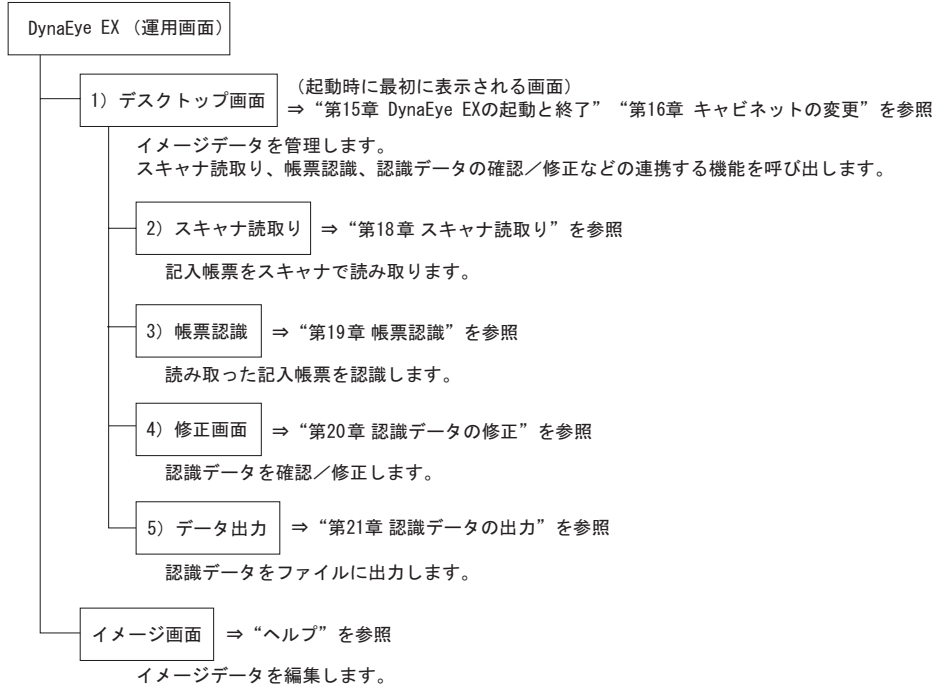 DynaEye EX (運用画面)
(起動時に最初に表示される画面)
1) デスクトップ画面 ⇒ “第15章 DynaEye EXの起動と終了” “第16章 キャビネットの変更” を参照
イメージデータを管理します。
スキャナ読取り、帳票認識、認識データの確認／修正などの連携する機能を呼び出します。
2) スキャナ読取り ⇒ “第18章 スキャナ読取り” を参照
記入帳票をスキャナで読み取ります。
3) 帳票認識 ⇒ “第19章 帳票認識” を参照
読み取った記入帳票を認識します。
4) 修正画面 ⇒ “第20章 認識データの修正” を参照
認識データを確認／修正します。
5) データ出力 ⇒ “第21章 認識データの出力” を参照
認識データをファイルに出力します。
イメージ画面 ⇒ “ヘルプ” を参照
イメージデータを編集します。